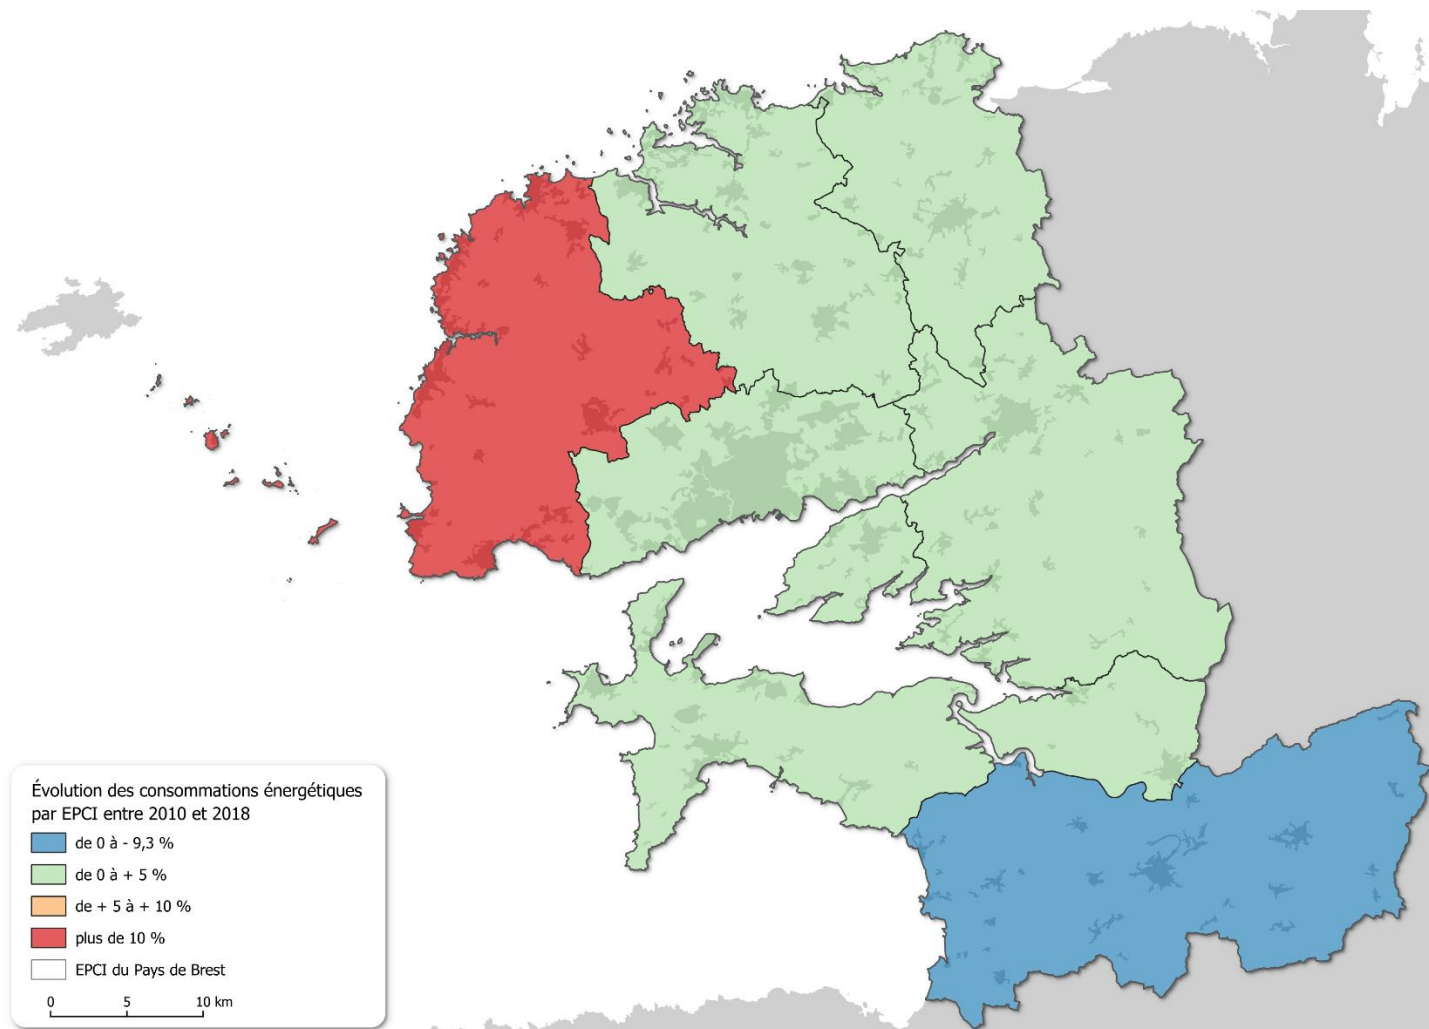 Évolution des consommations énergétiques
par EPCI entre 2010 et 2018
de 0 à - 9,3 %
de 0 à + 5 %
de + 5 à + 10 %
plus de 10 %
EPCI du Pays de Brest
0 5 10 km